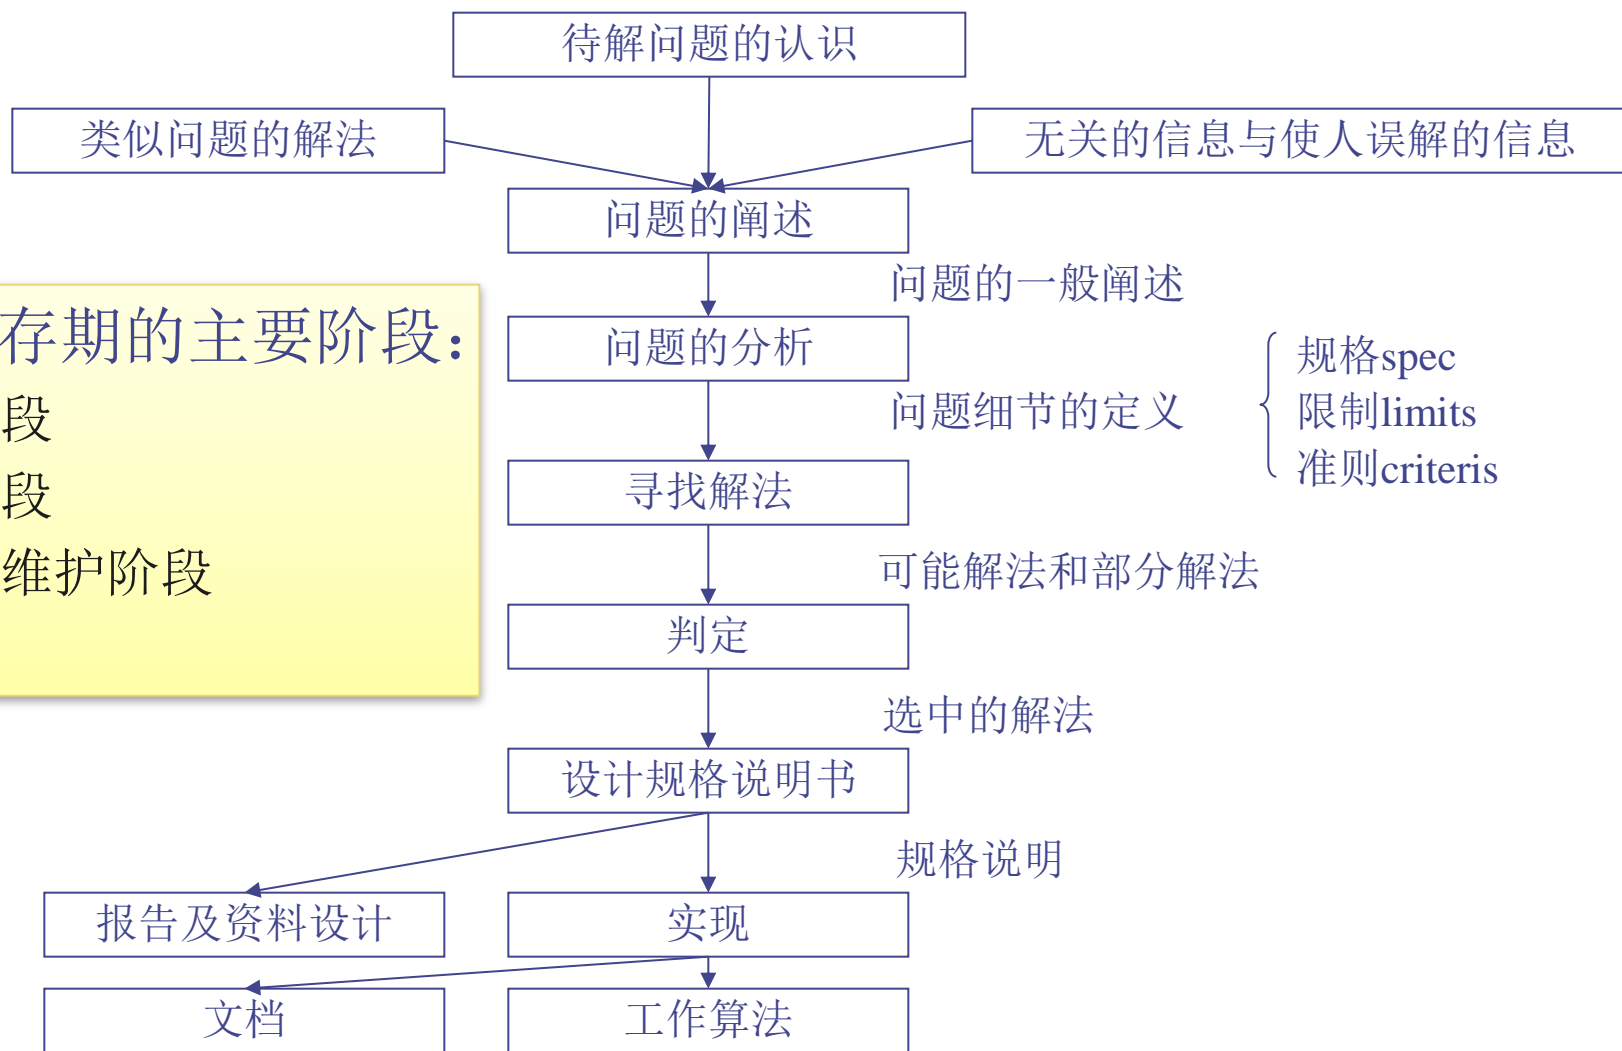 待解问题的认识
类似问题的解法
无关的信息与使人误解的信息
问题的阐述
问题的一般阐述
存期的主要阶段：
段
段
维护阶段
问题的分析
问题细节的定义
规格spec
限制limits
准则criteris
寻找解法
可能解法和部分解法
判定
选中的解法
设计规格说明书
规格说明
报告及资料设计
实现
文档
工作算法